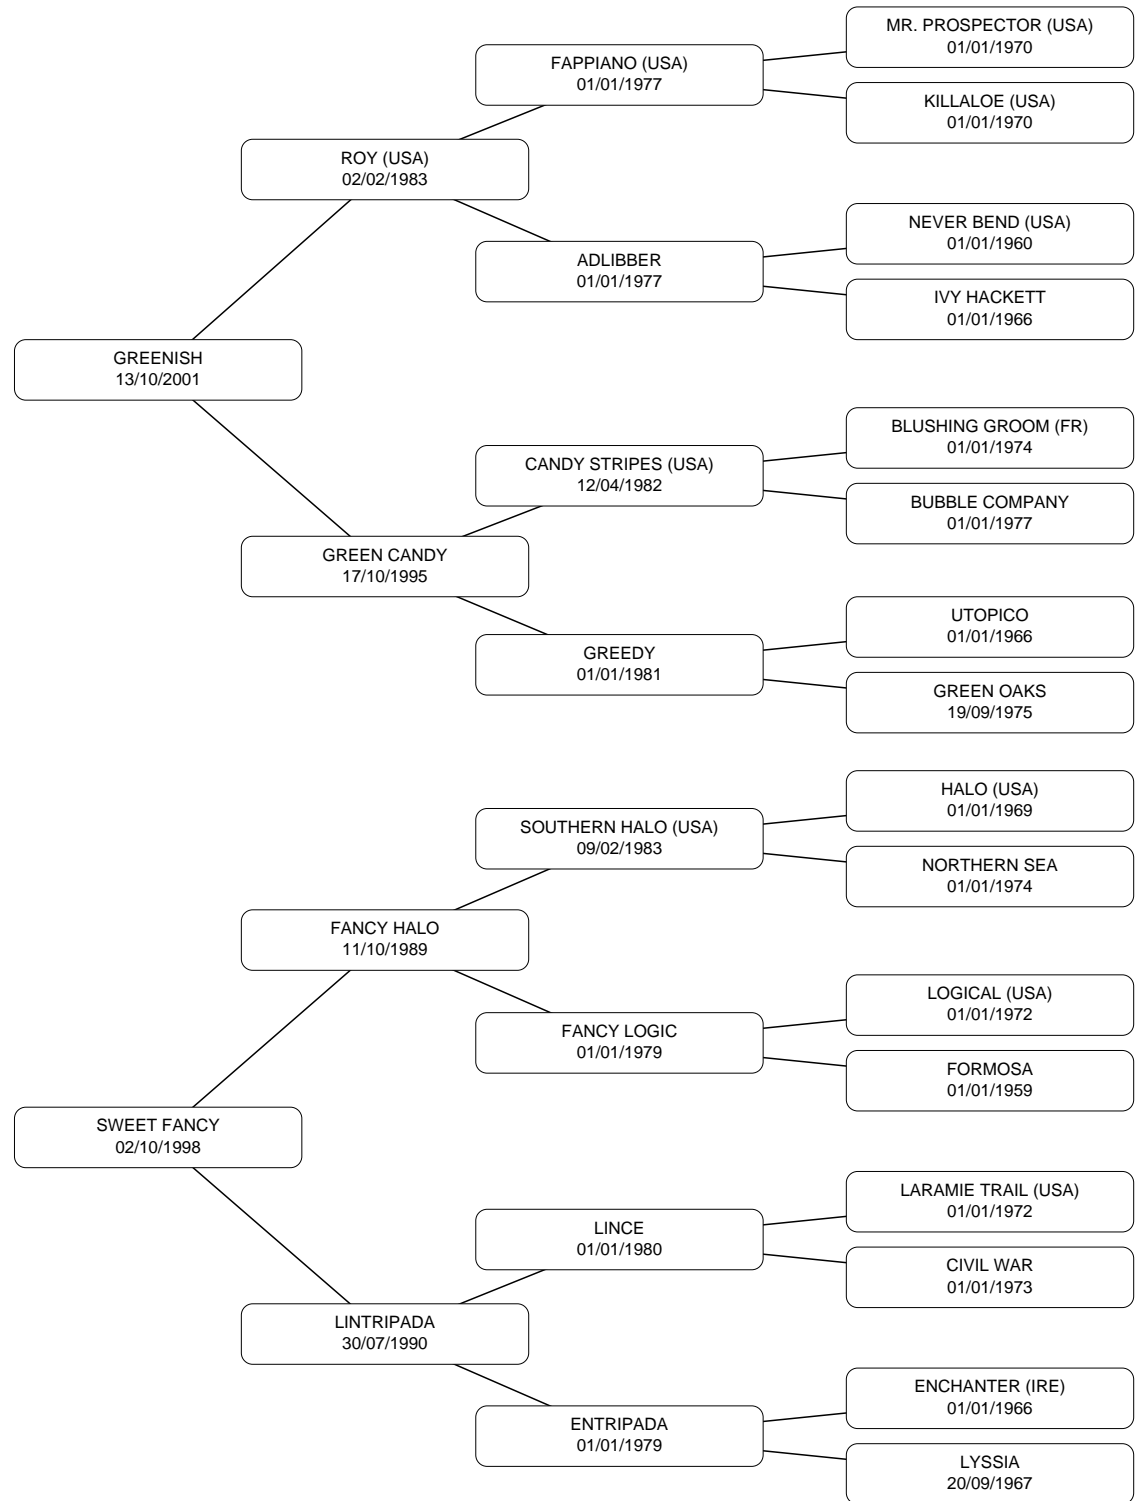 MR. PROSPECTOR (USA)
01/01/1970
FAPPIANO (USA)
01/01/1977
KILLALOE (USA)
01/01/1970
ROY (USA)
02/02/1983
NEVER BEND (USA)
01/01/1960
ADLIBBER
01/01/1977
IVY HACKETT
01/01/1966
GREENISH
13/10/2001
BLUSHING GROOM (FR)
01/01/1974
CANDY STRIPES (USA)
12/04/1982
BUBBLE COMPANY
01/01/1977
GREEN CANDY
17/10/1995
UTOPICO
01/01/1966
GREEDY
01/01/1981
GREEN OAKS
19/09/1975
HALO (USA)
01/01/1969
SOUTHERN HALO (USA)
09/02/1983
NORTHERN SEA
01/01/1974
FANCY HALO
11/10/1989
LOGICAL (USA)
01/01/1972
FANCY LOGIC
01/01/1979
FORMOSA
01/01/1959
SWEET FANCY
02/10/1998
LARAMIE TRAIL (USA)
01/01/1972
LINCE
01/01/1980
CIVIL WAR
01/01/1973
LINTRIPADA
30/07/1990
ENCHANTER (IRE)
01/01/1966
ENTRIPADA
01/01/1979
LYSSIA
20/09/1967